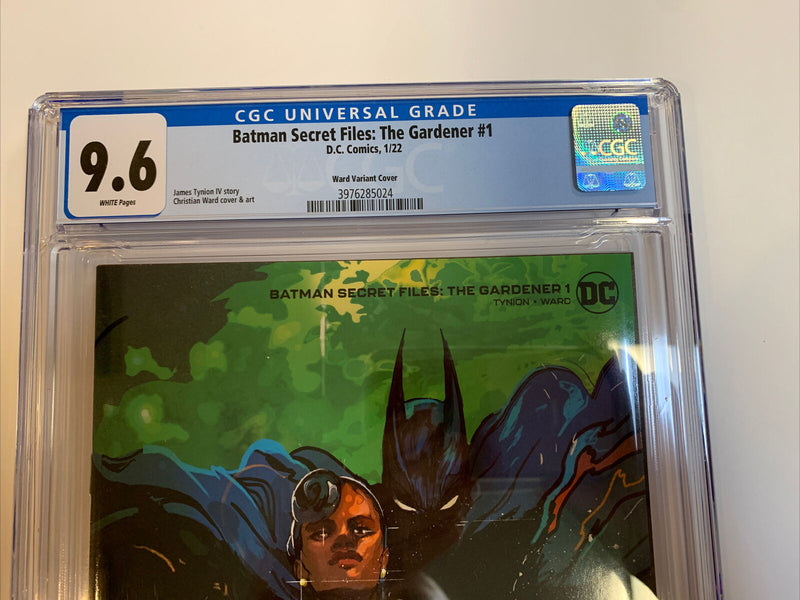 CGC UNIVERSAL GRADE
9.6
WHITE Pages
Batman Secret Files: The Gardener #1
D.C. Comics, 1/22
James Tynion IV story
Christian Ward cover & art
Ward Variant Cover
3976285024
CGC
BATMAN SECRET FILES: THE GARDENER 1
TYNION • WARD
DC